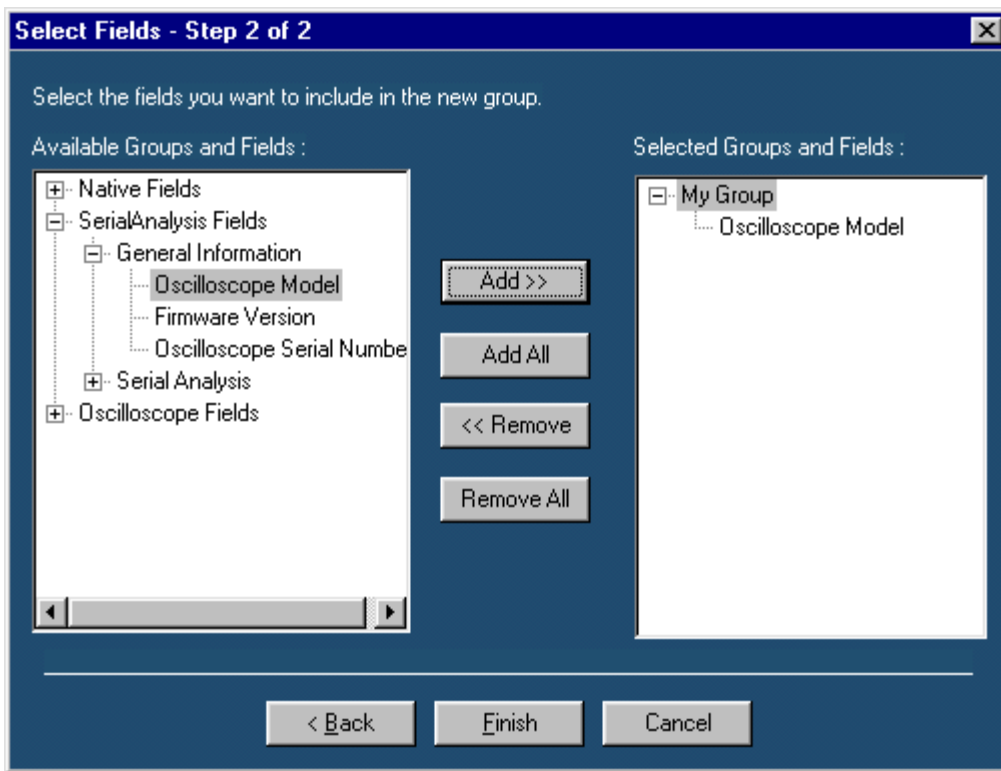 Select Fields - Step 2 of 2
Select the fields you want to include in the new group.
Available Groups and Fields :
Native Fields
SerialAnalysis Fields
General Information
Oscilloscope Model
Firmware Version
Oscilloscope Serial Numbe
Serial Analysis
Oscilloscope Fields
Add >>
Add All
<< Remove
Remove All
Selected Groups and Fields :
My Group
Oscilloscope Model
< Back
Finish
Cancel